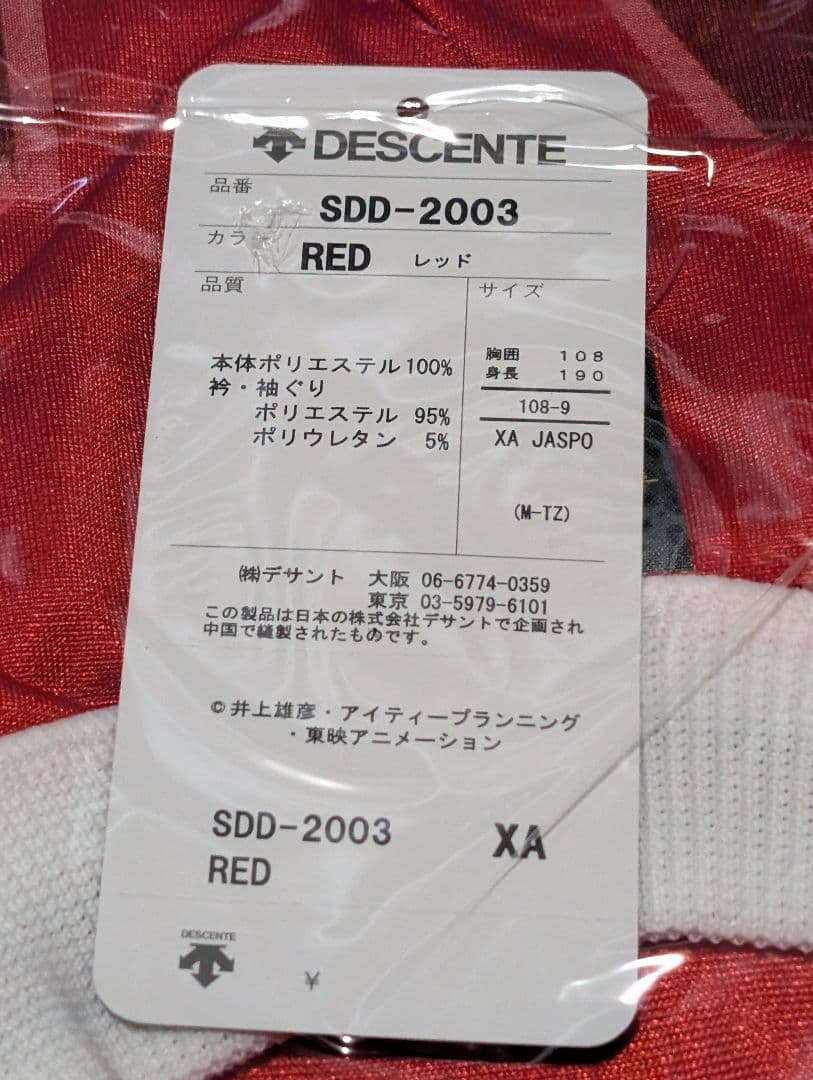 DESCENTE
品番
SDD-2003
カラー
RED レッド
品質
サイズ
本体ポリエステル100%
衿・袖ぐり
ポリエステル 95%
ポリウレタン 5%
胸囲 108
身長 190
108-9
XA JASPO
(M-TZ)
㈱デサント 大阪 06-6774-0359
東京 03-5979-6101
この製品は日本の株式会社デサントで企画され
中国で縫製されたものです。
©井上雄彦・アイティープランニング
・東映アニメーション
SDD-2003 XA
RED
DESCENTE
¥